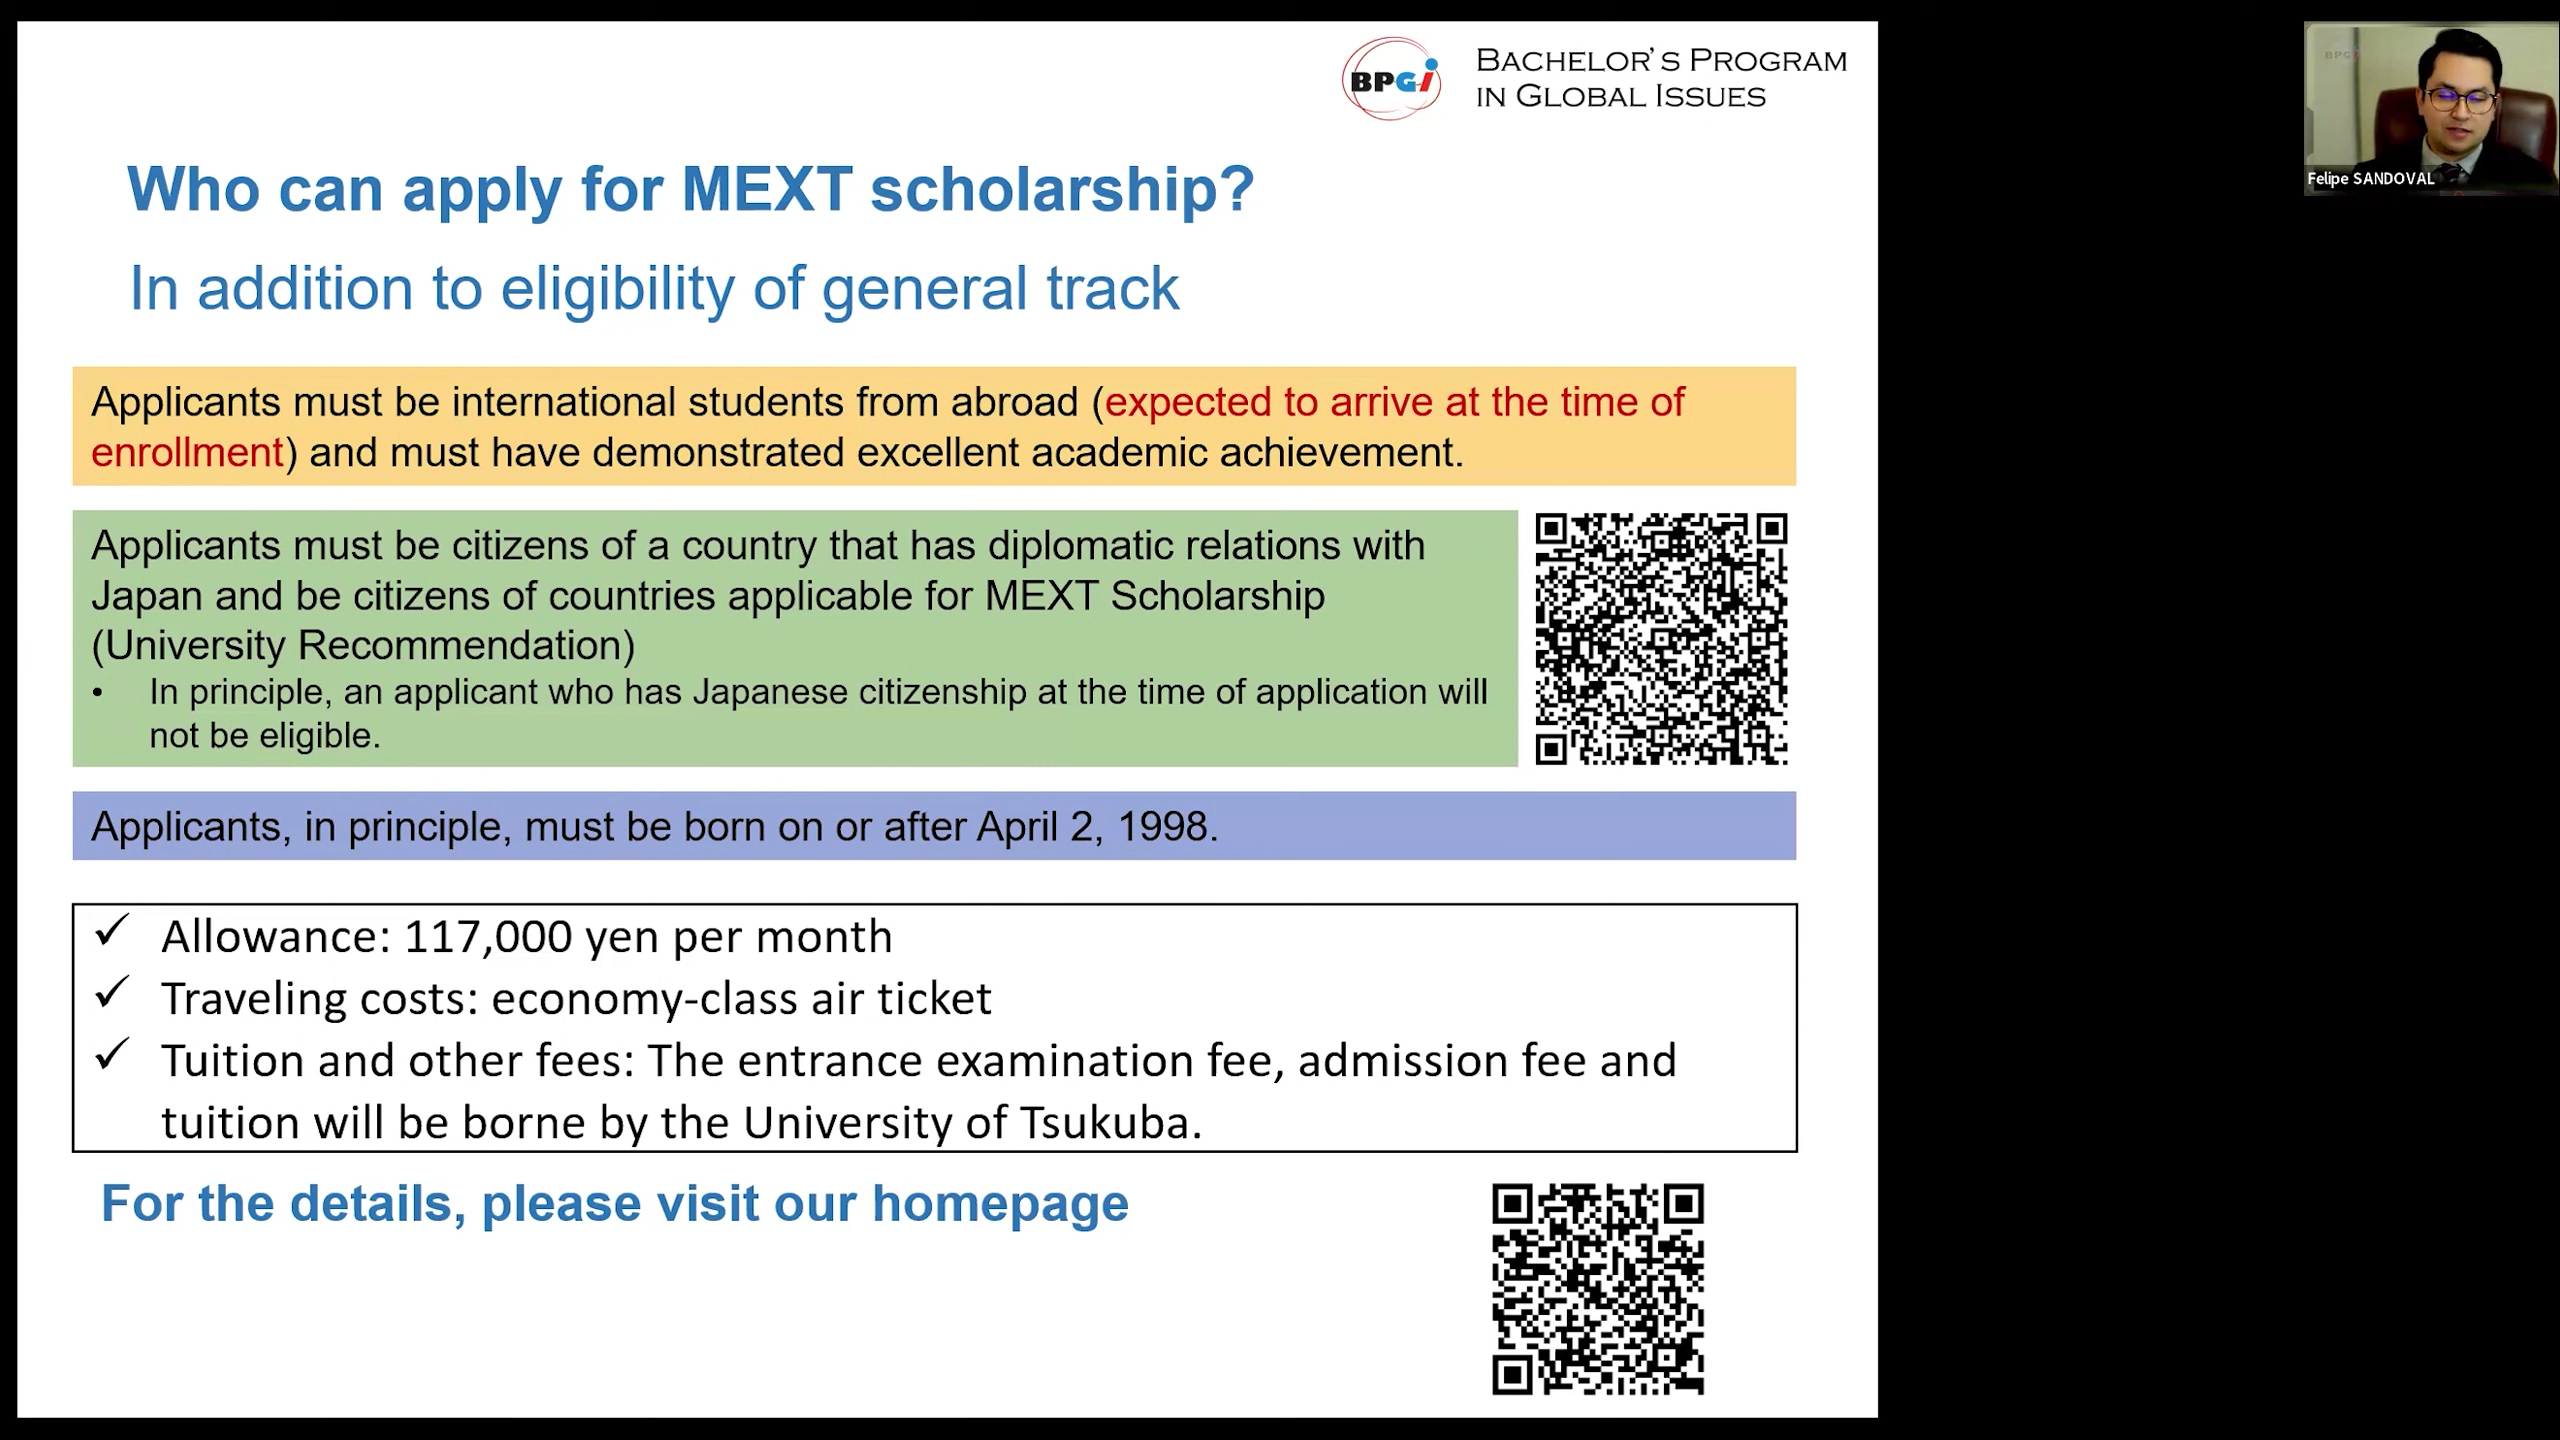 BPGI
BACHELOR'S PROGRAM
IN GLOBAL ISSUES
Who can apply for MEXT scholarship?
In addition to eligibility of general track
Applicants must be international students from abroad (expected to arrive at the time of
enrollment) and must have demonstrated excellent academic achievement.
Applicants must be citizens of a country that has diplomatic relations with
Japan and be citizens of countries applicable for MEXT Scholarship
(University Recommendation)
• In principle, an applicant who has Japanese citizenship at the time of application will
not be eligible.
Applicants, in principle, must be born on or after April 2, 1998.
✓ Allowance: 117,000 yen per month
✓ Traveling costs: economy-class air ticket
✓ Tuition and other fees: The entrance examination fee, admission fee and
tuition will be borne by the University of Tsukuba.
For the details, please visit our homepage
BPGI
Felipe SANDOVAL